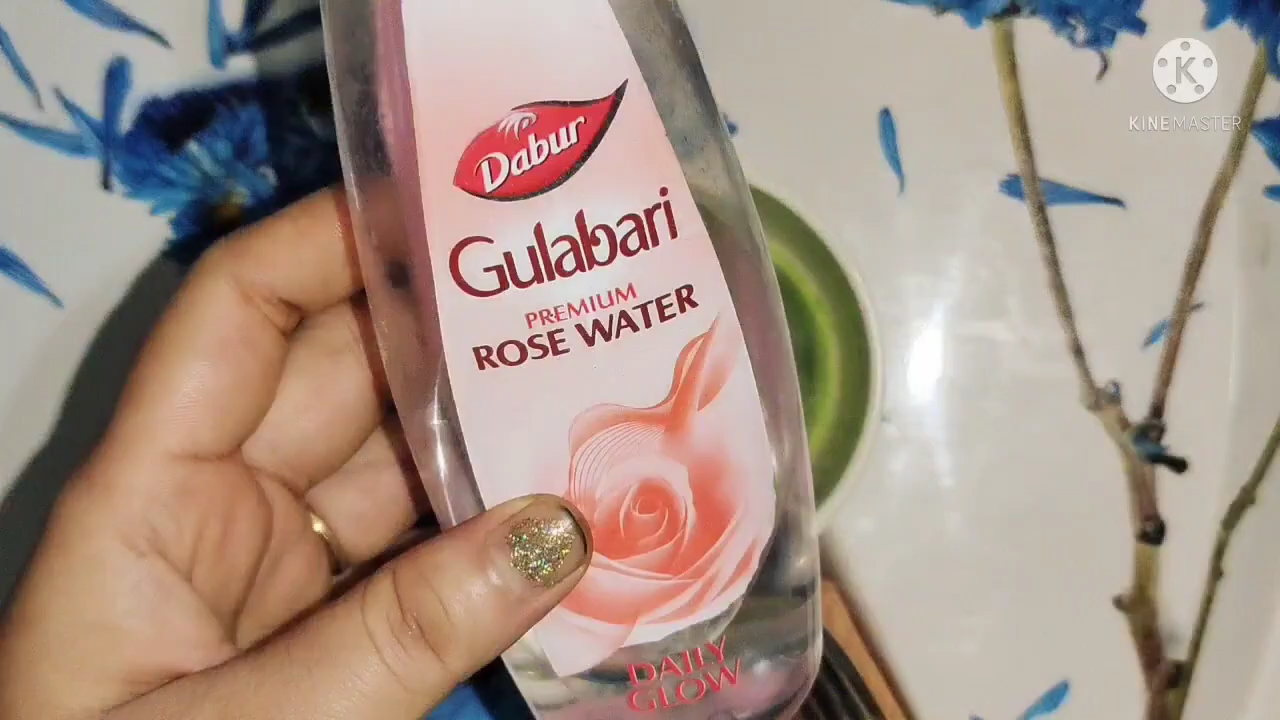 K
KINEMASTER
Dabur
Gulabari
PREMIUM
ROSE WATER
DAILY
GLOW